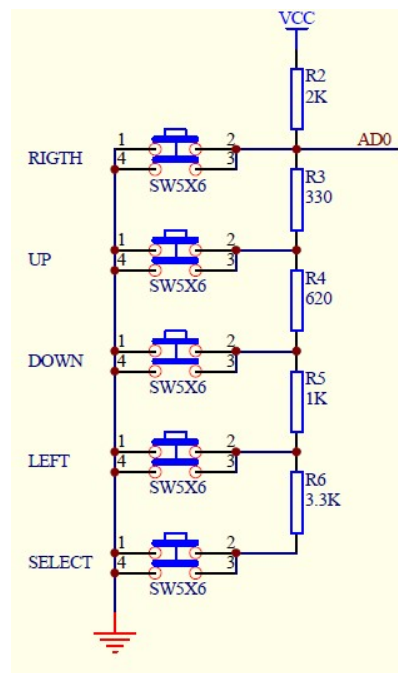 VCC
R2
2K
1 2 AD0
RIGTH 4 3
R3
SW5X6 330
1 2
UP 4 3
R4
SW5X6 620
1 2
DOWN 4 3
R5
SW5X6 1K
1 2
LEFT 4 3
R6
SW5X6 3.3K
1 2
SELECT 4 3
SW5X6